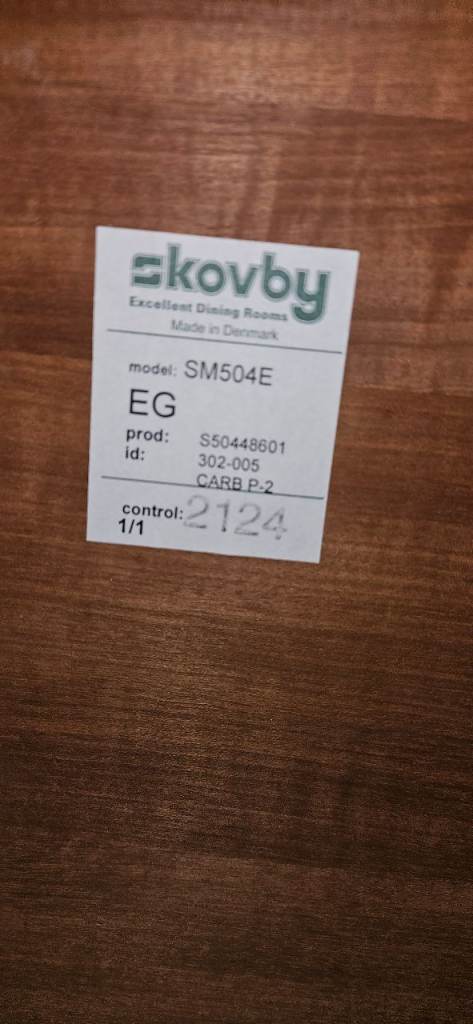 skovby
Excellent Dining Rooms
Made in Denmark
model: SM504E
EG
prod: S50448601
id: 302-005
CARB P-2
control: 2124
1/1